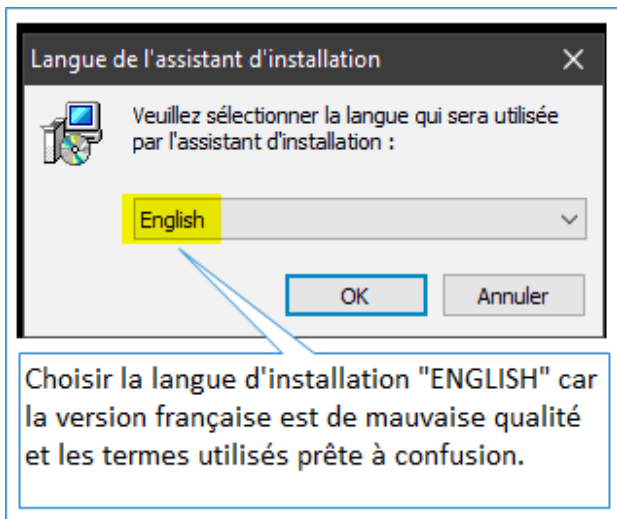 Langue de l'assistant d'installation
Veuillez sélectionner la langue qui sera utilisée
par l'assistant d'installation :
English
OK Annuler
Choisir la langue d'installation "ENGLISH" car
la version française est de mauvaise qualité
et les termes utilisés prête à confusion.